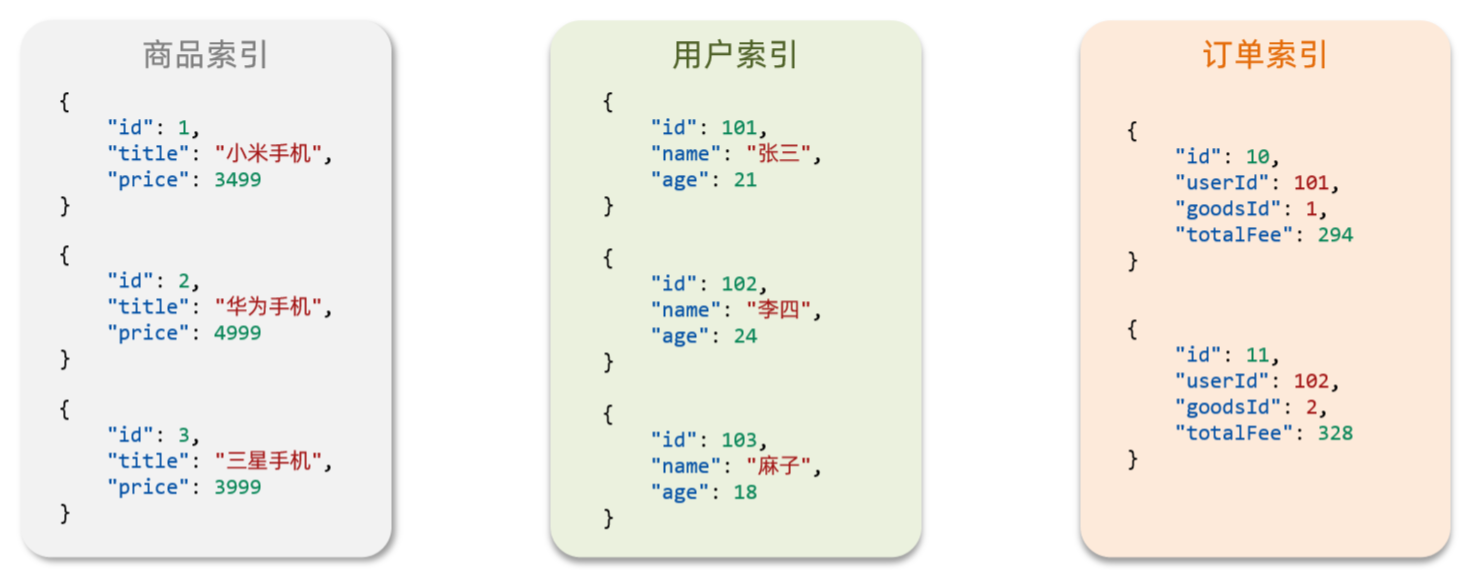 商品索引
{
"id": 1,
"title": "小米手机",
"price": 3499
}
{
"id": 2,
"title": "华为手机",
"price": 4999
}
{
"id": 3,
"title": "三星手机",
"price": 3999
}
用户索引
{
"id": 101,
"name": "张三",
"age": 21
}
{
"id": 102,
"name": "李四",
"age": 24
}
{
"id": 103,
"name": "麻子",
"age": 18
}
订单索引
{
"id": 10,
"userId": 101,
"goodsId": 1,
"totalFee": 294
}
{
"id": 11,
"userId": 102,
"goodsId": 2,
"totalFee": 328
}